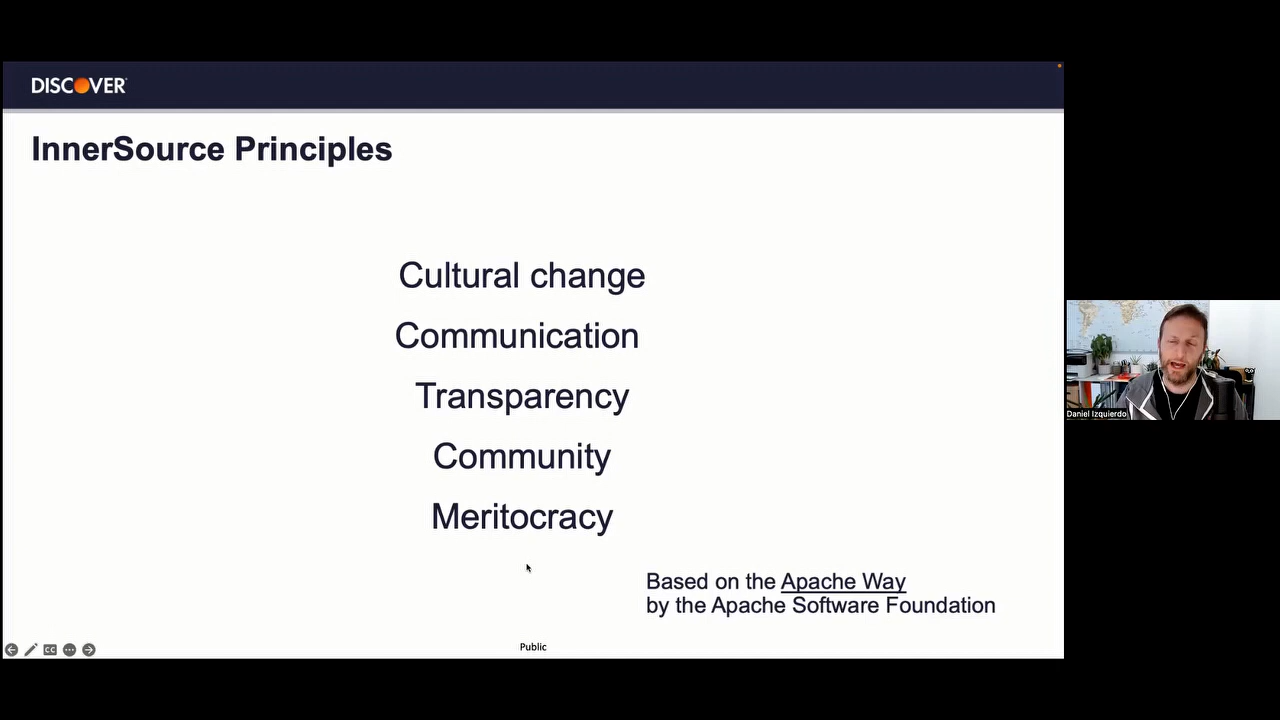 DISCOVER
InnerSource Principles
Cultural change
Communication
Transparency
Community
Meritocracy
Based on the Apache Way
by the Apache Software Foundation
Public
CC
Daniel Izquierdo